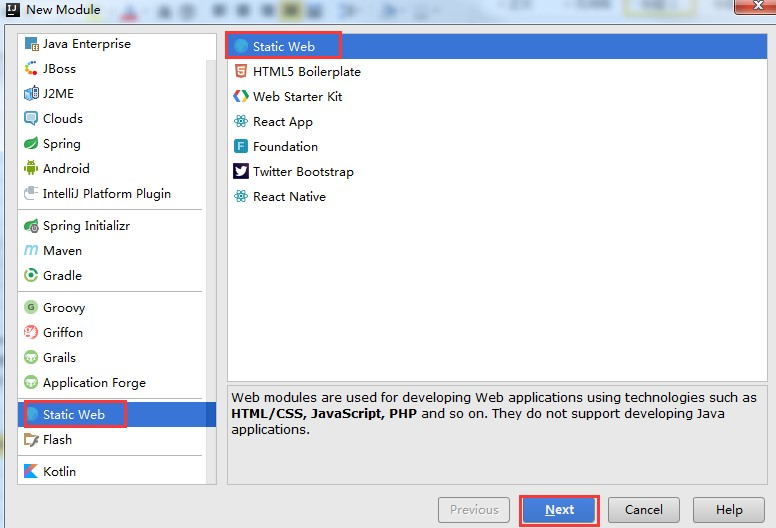 New Module
Java Enterprise
JBoss
J2ME
Clouds
Spring
Android
IntelliJ Platform Plugin
Spring Initializr
Maven
Gradle
Groovy
Griffon
Grails
Application Forge
Static Web
Flash
Kotlin
Static Web
HTML5 Boilerplate
Web Starter Kit
React App
Foundation
Twitter Bootstrap
React Native
Web modules are used for developing Web applications using technologies such as
HTML/CSS, JavaScript, PHP and so on. They do not support developing Java
applications.
Previous
Next
Cancel
Help